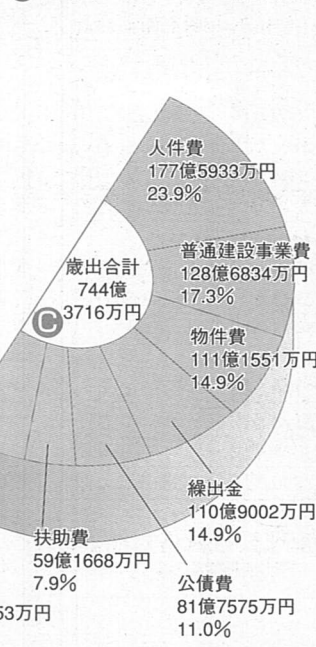 人件費
177億5933万円
23.9%
普通建設事業費
128億6834万円
17.3%
歳出合計
744億
3716万円
C
物件費
111億1551万円
14.9%
繰出金
110億9002万円
14.9%
扶助費
59億1668万円
7.9%
公債費
81億7575万円
11.0%
53万円